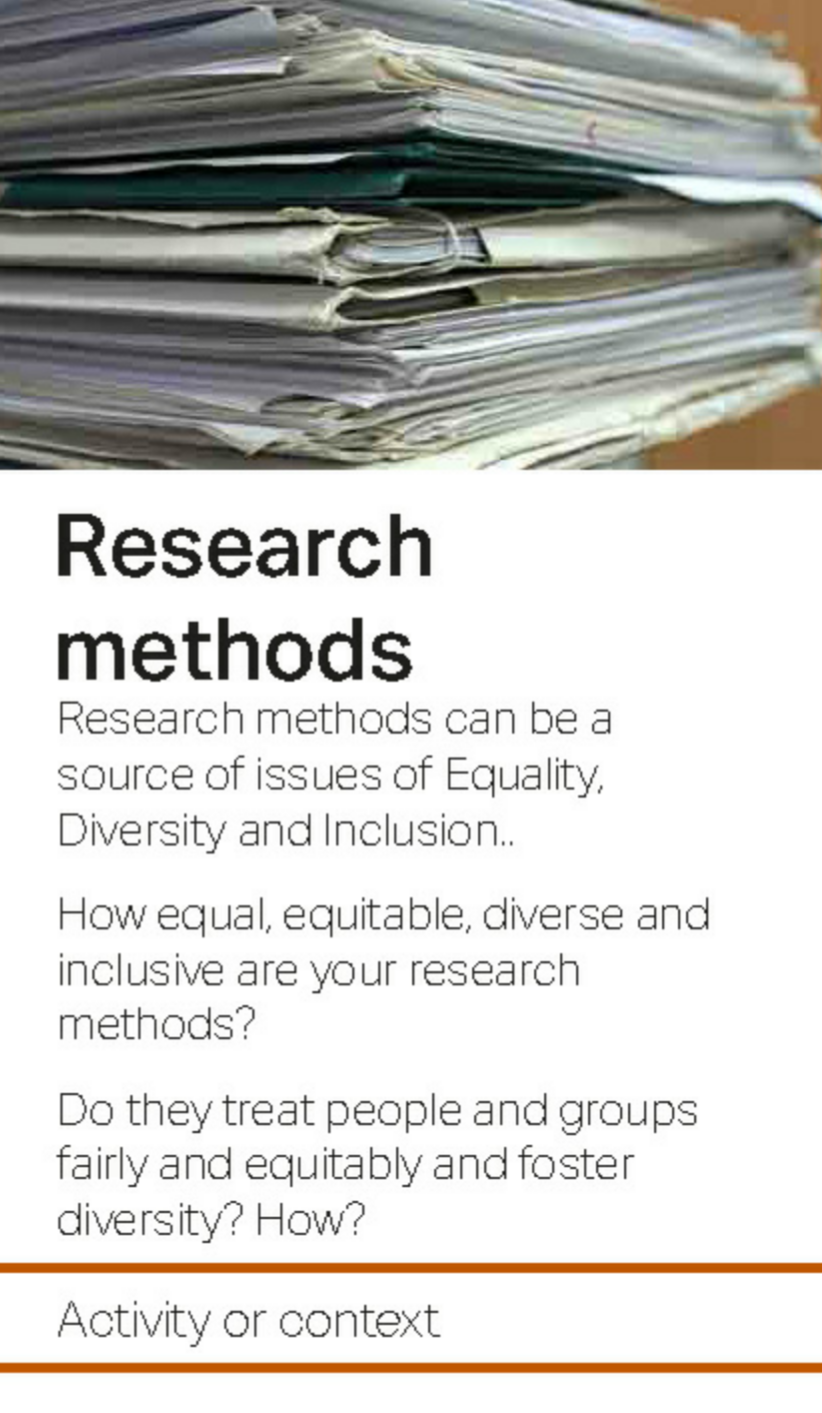 Research
methods
Research methods can be a
source of issues of Equality,
Diversity and Inclusion..
How equal, equitable, diverse and
inclusive are your research
methods?
Do they treat people and groups
fairly and equitably and foster
diversity? How?
Activity or context